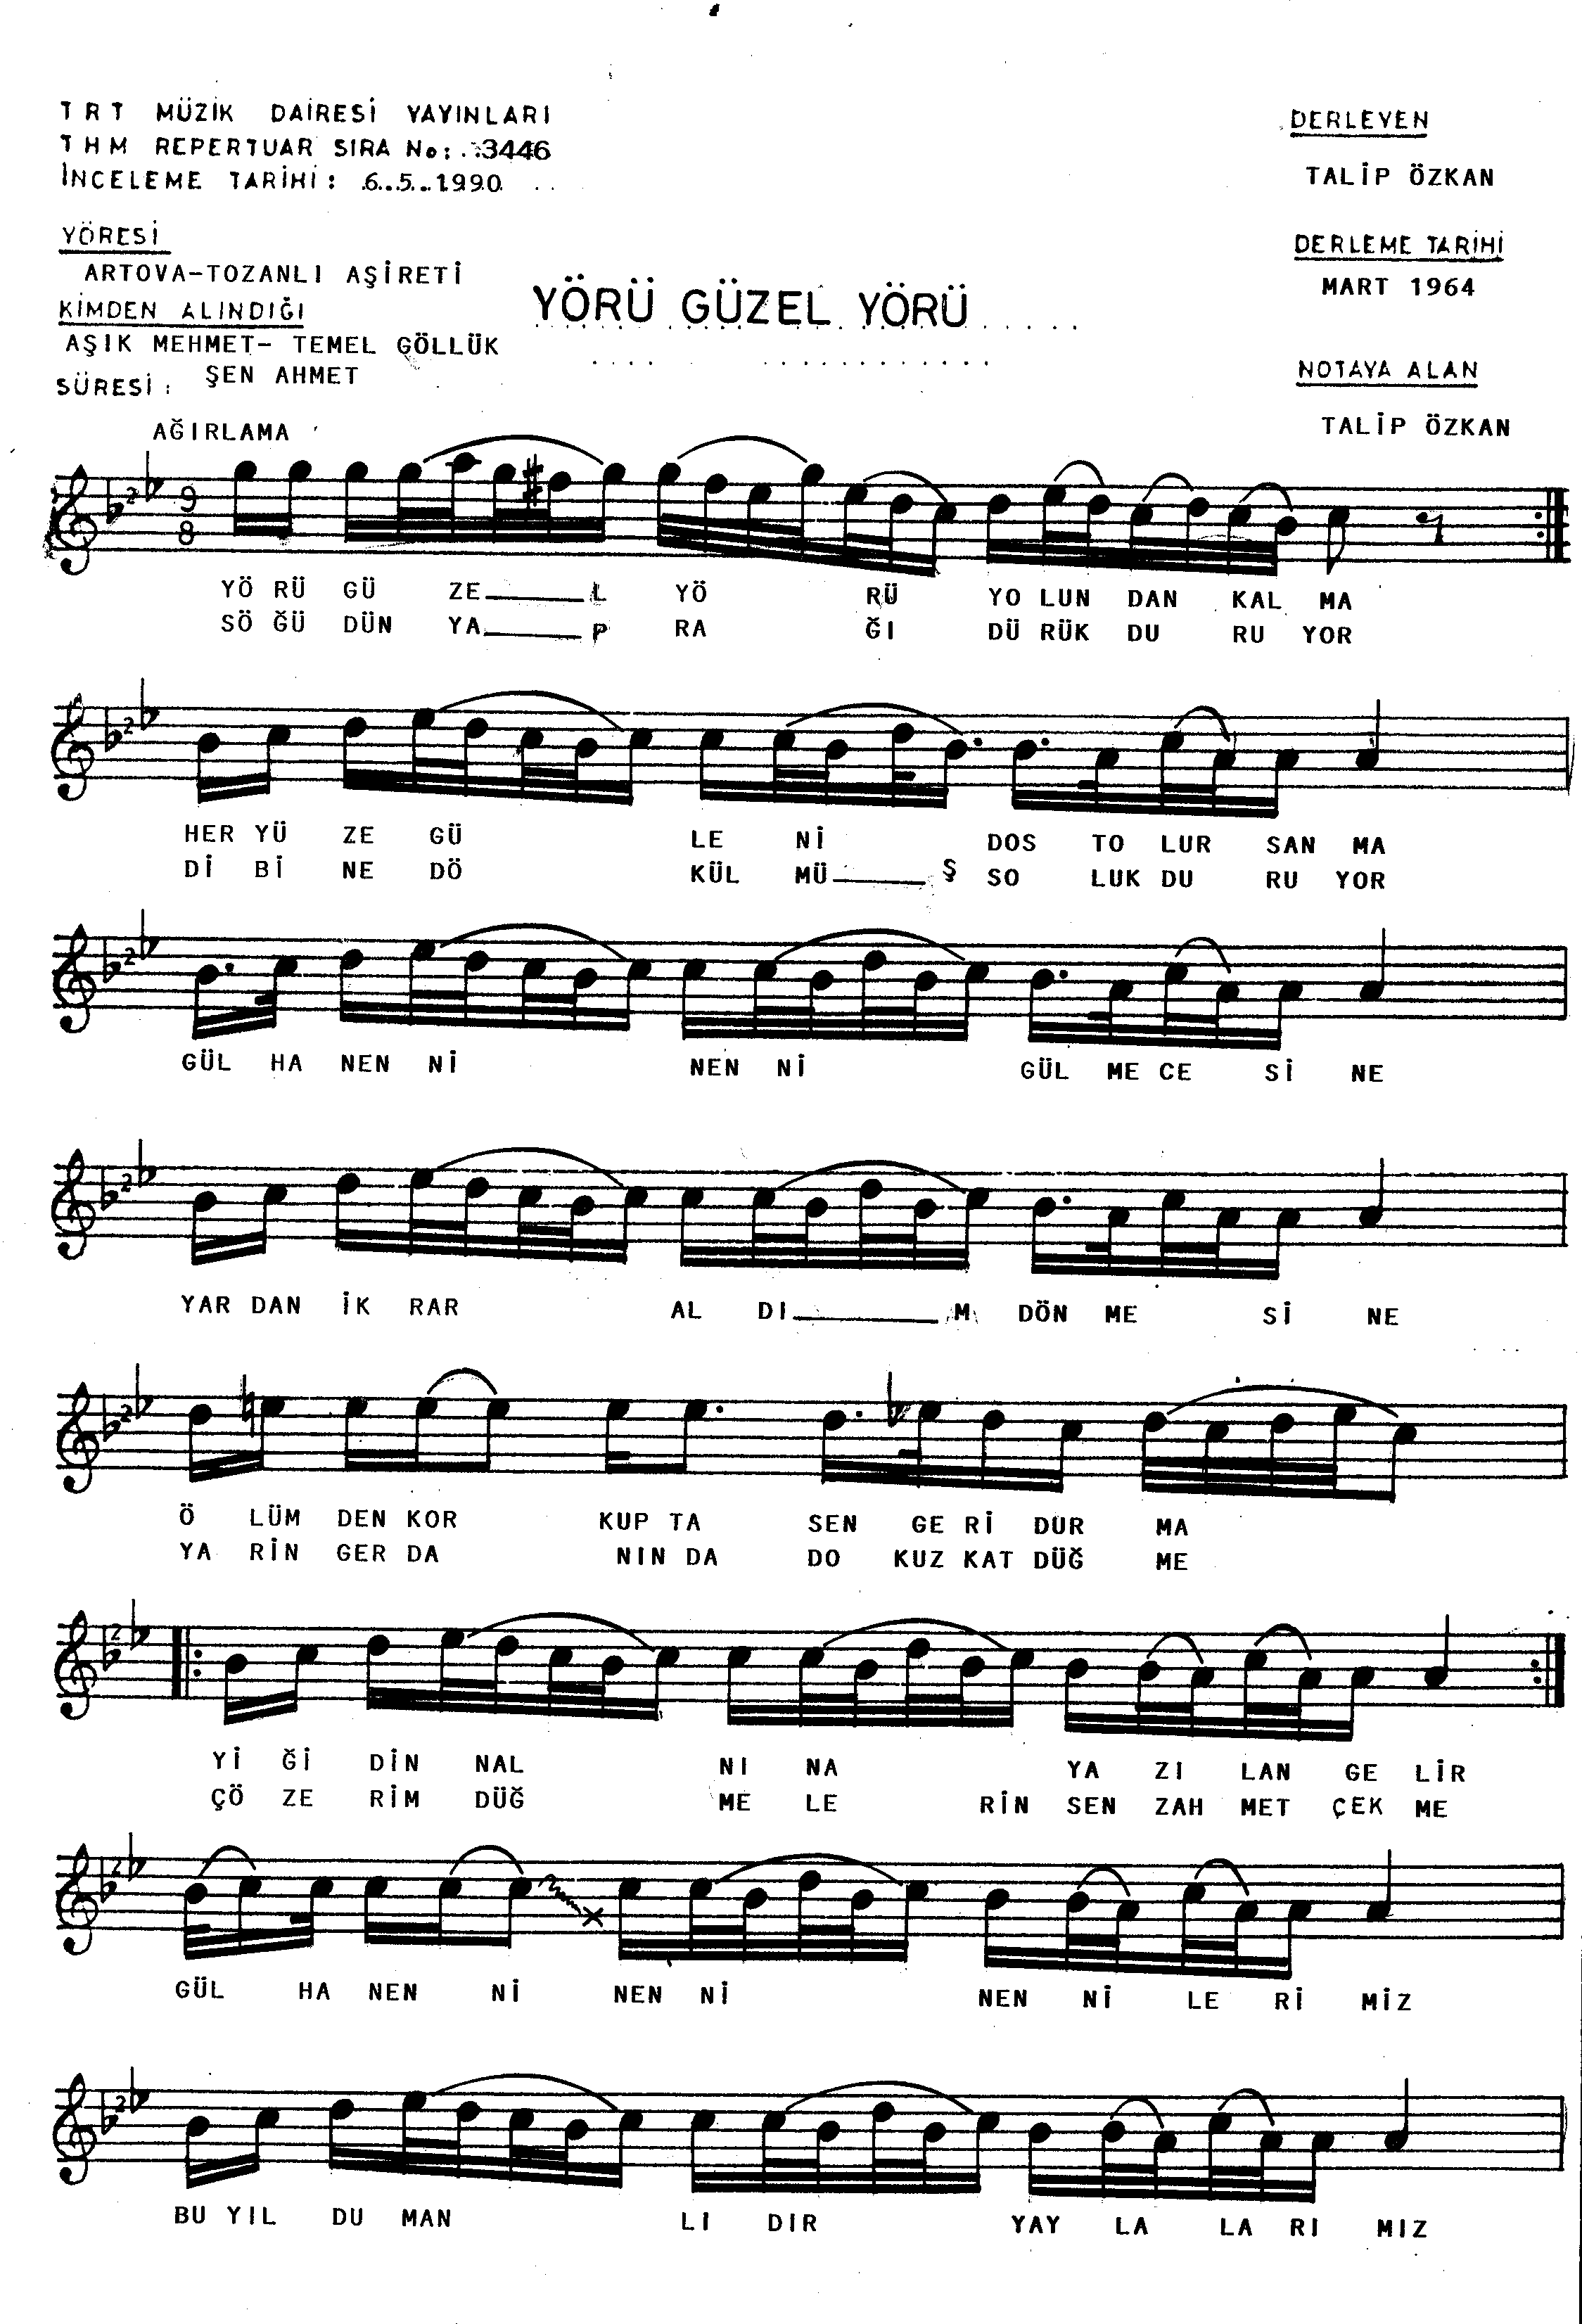 TRT MÜZİK DAİRESİ YAYINLARI
THM REPERTUAR SIRA No: 3446
İNCELEME TARİHİ: 6.5.1990
YÖRESİ
ARTOVA-TOZANLI AŞİRETİ
KİMDEN ALINDIĞI
AŞIK MEHMET- TEMEL GÖLLÜK
ŞEN AHMET
SÜRESİ:
YÖRÜ GÜZEL YÖRÜ
DERLEYEN
TALİP ÖZKAN
DERLEME TARİHİ
MART 1964
NOTAYA ALAN
TALİP ÖZKAN
AĞIRLAMA
9
8
YÖ RÜ GÜ ZE____L YÖ RÜ YO LUN DAN KAL MA
SÖ ĞÜ DÜN YA____P RA ĞI DÜ RÜK DU RU YOR
HER YÜ ZE GÜ LE Nİ DOS TO LUR SAN MA
Dİ Bİ NE DÖ KÜL MÜ____Ş SO LUK DU RU YOR
GÜL HA NEN Nİ NEN Nİ GÜL ME CE Sİ NE
YAR DAN İK RAR AL DI____M DÖN ME Sİ NE
Ö LÜM DEN KOR KUP TA SEN GE Rİ DUR MA
YA RİN GER DA NIN DA DO KUZ KAT DÜĞ ME
Yİ Ğİ DİN NAL NI NA YA ZI LAN GE LİR
ÇÖ ZE RİM DÜĞ ME LE RİN SEN ZAH MET ÇEK ME
GÜL HA NEN Nİ NEN Nİ NEN Nİ LE Rİ MİZ
BU YIL DU MAN LI DIR YAY LA LA RI MIZ